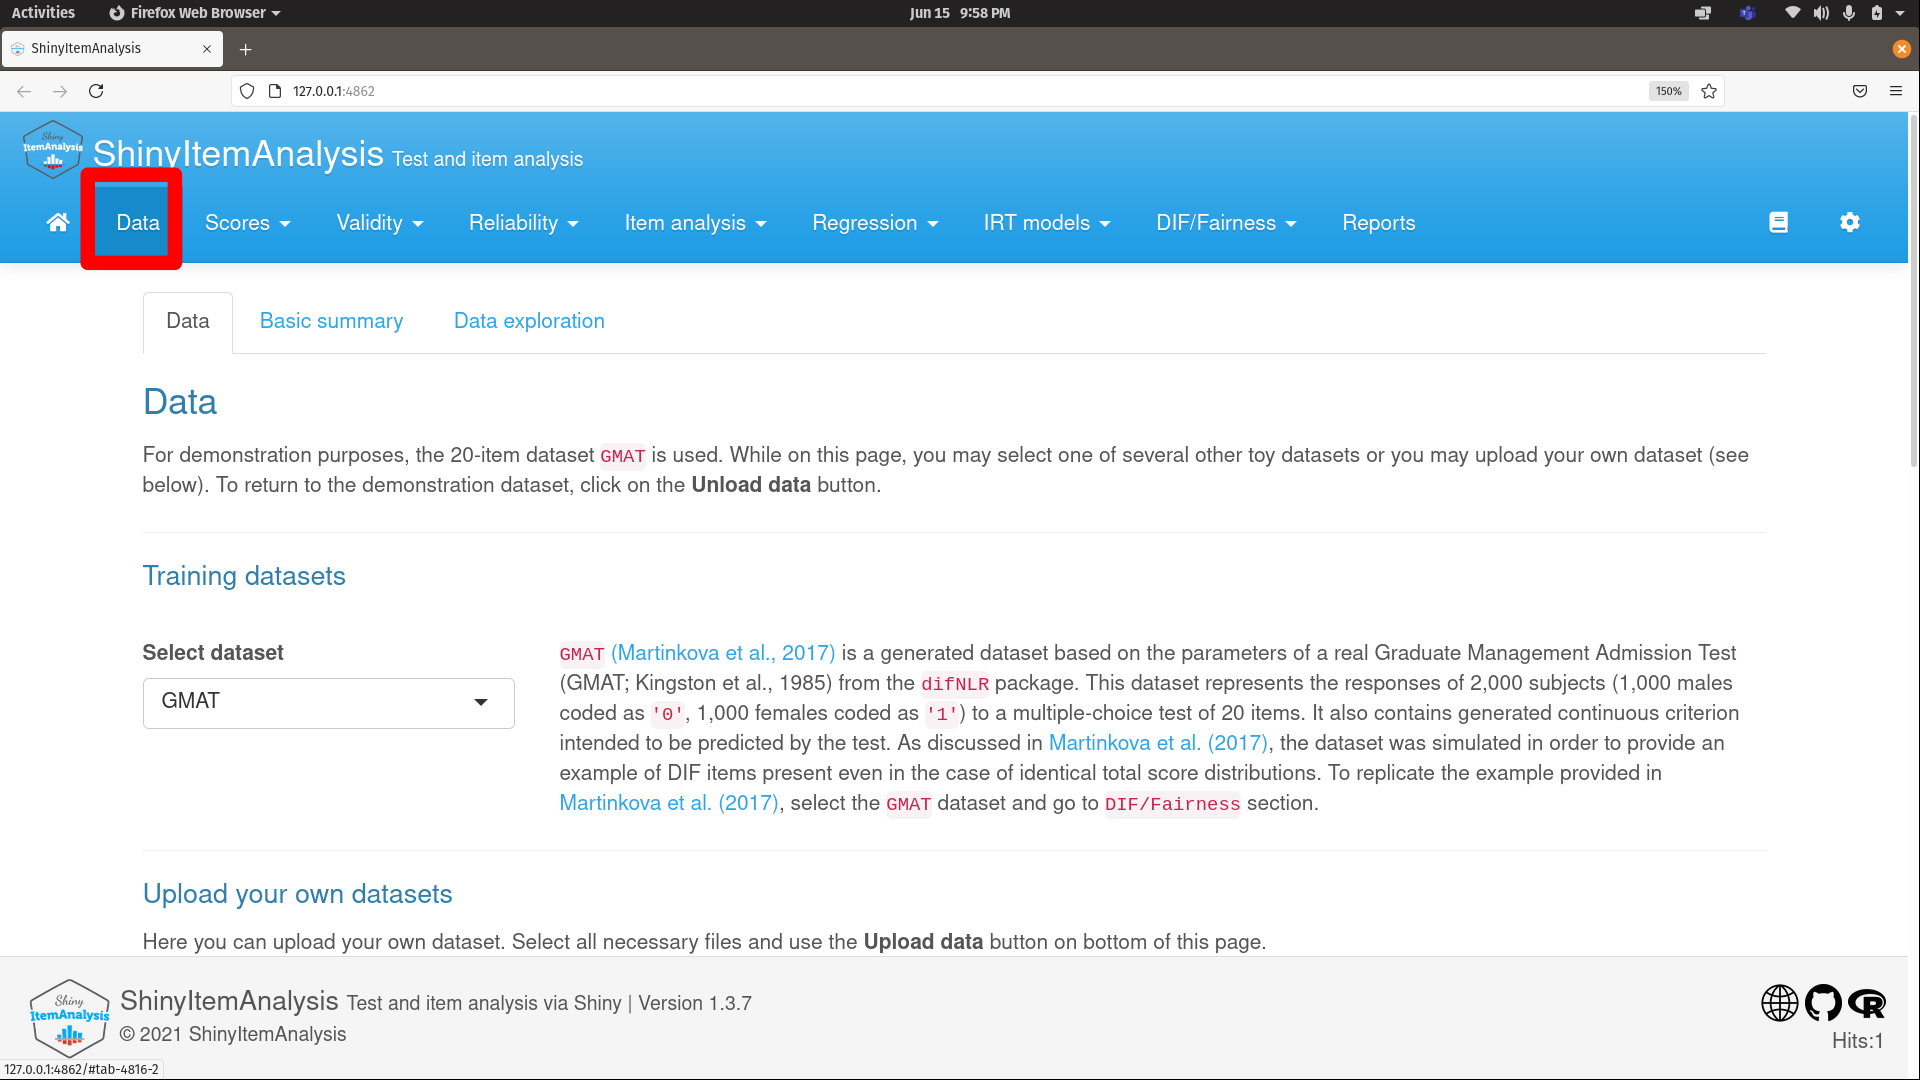 Activities
Firefox Web Browser
Jun 15 9:58 PM
ShinyItemAnalysis
127.0.0.1:4862
150%
Shiny
ItemAnalysis
ShinyItemAnalysis Test and item analysis
Data Scores Validity Reliability Item analysis Regression IRT models DIF/Fairness Reports
Data Basic summary Data exploration
Data
For demonstration purposes, the 20-item dataset GMAT is used. While on this page, you may select one of several other toy datasets or you may upload your own dataset (see
below). To return to the demonstration dataset, click on the Unload data button.
Training datasets
Select dataset
GMAT
GMAT (Martinkova et al., 2017) is a generated dataset based on the parameters of a real Graduate Management Admission Test
(GMAT; Kingston et al., 1985) from the difNLR package. This dataset represents the responses of 2,000 subjects (1,000 males
coded as '0', 1,000 females coded as '1') to a multiple-choice test of 20 items. It also contains generated continuous criterion
intended to be predicted by the test. As discussed in Martinkova et al. (2017), the dataset was simulated in order to provide an
example of DIF items present even in the case of identical total score distributions. To replicate the example provided in
Martinkova et al. (2017), select the GMAT dataset and go to DIF/Fairness section.
Upload your own datasets
Here you can upload your own dataset. Select all necessary files and use the Upload data button on bottom of this page.
Shiny
ItemAnalysis
ShinyItemAnalysis Test and item analysis via Shiny | Version 1.3.7
© 2021 ShinyItemAnalysis
R
Hits:1
127.0.0.1:4862/#tab-4816-2